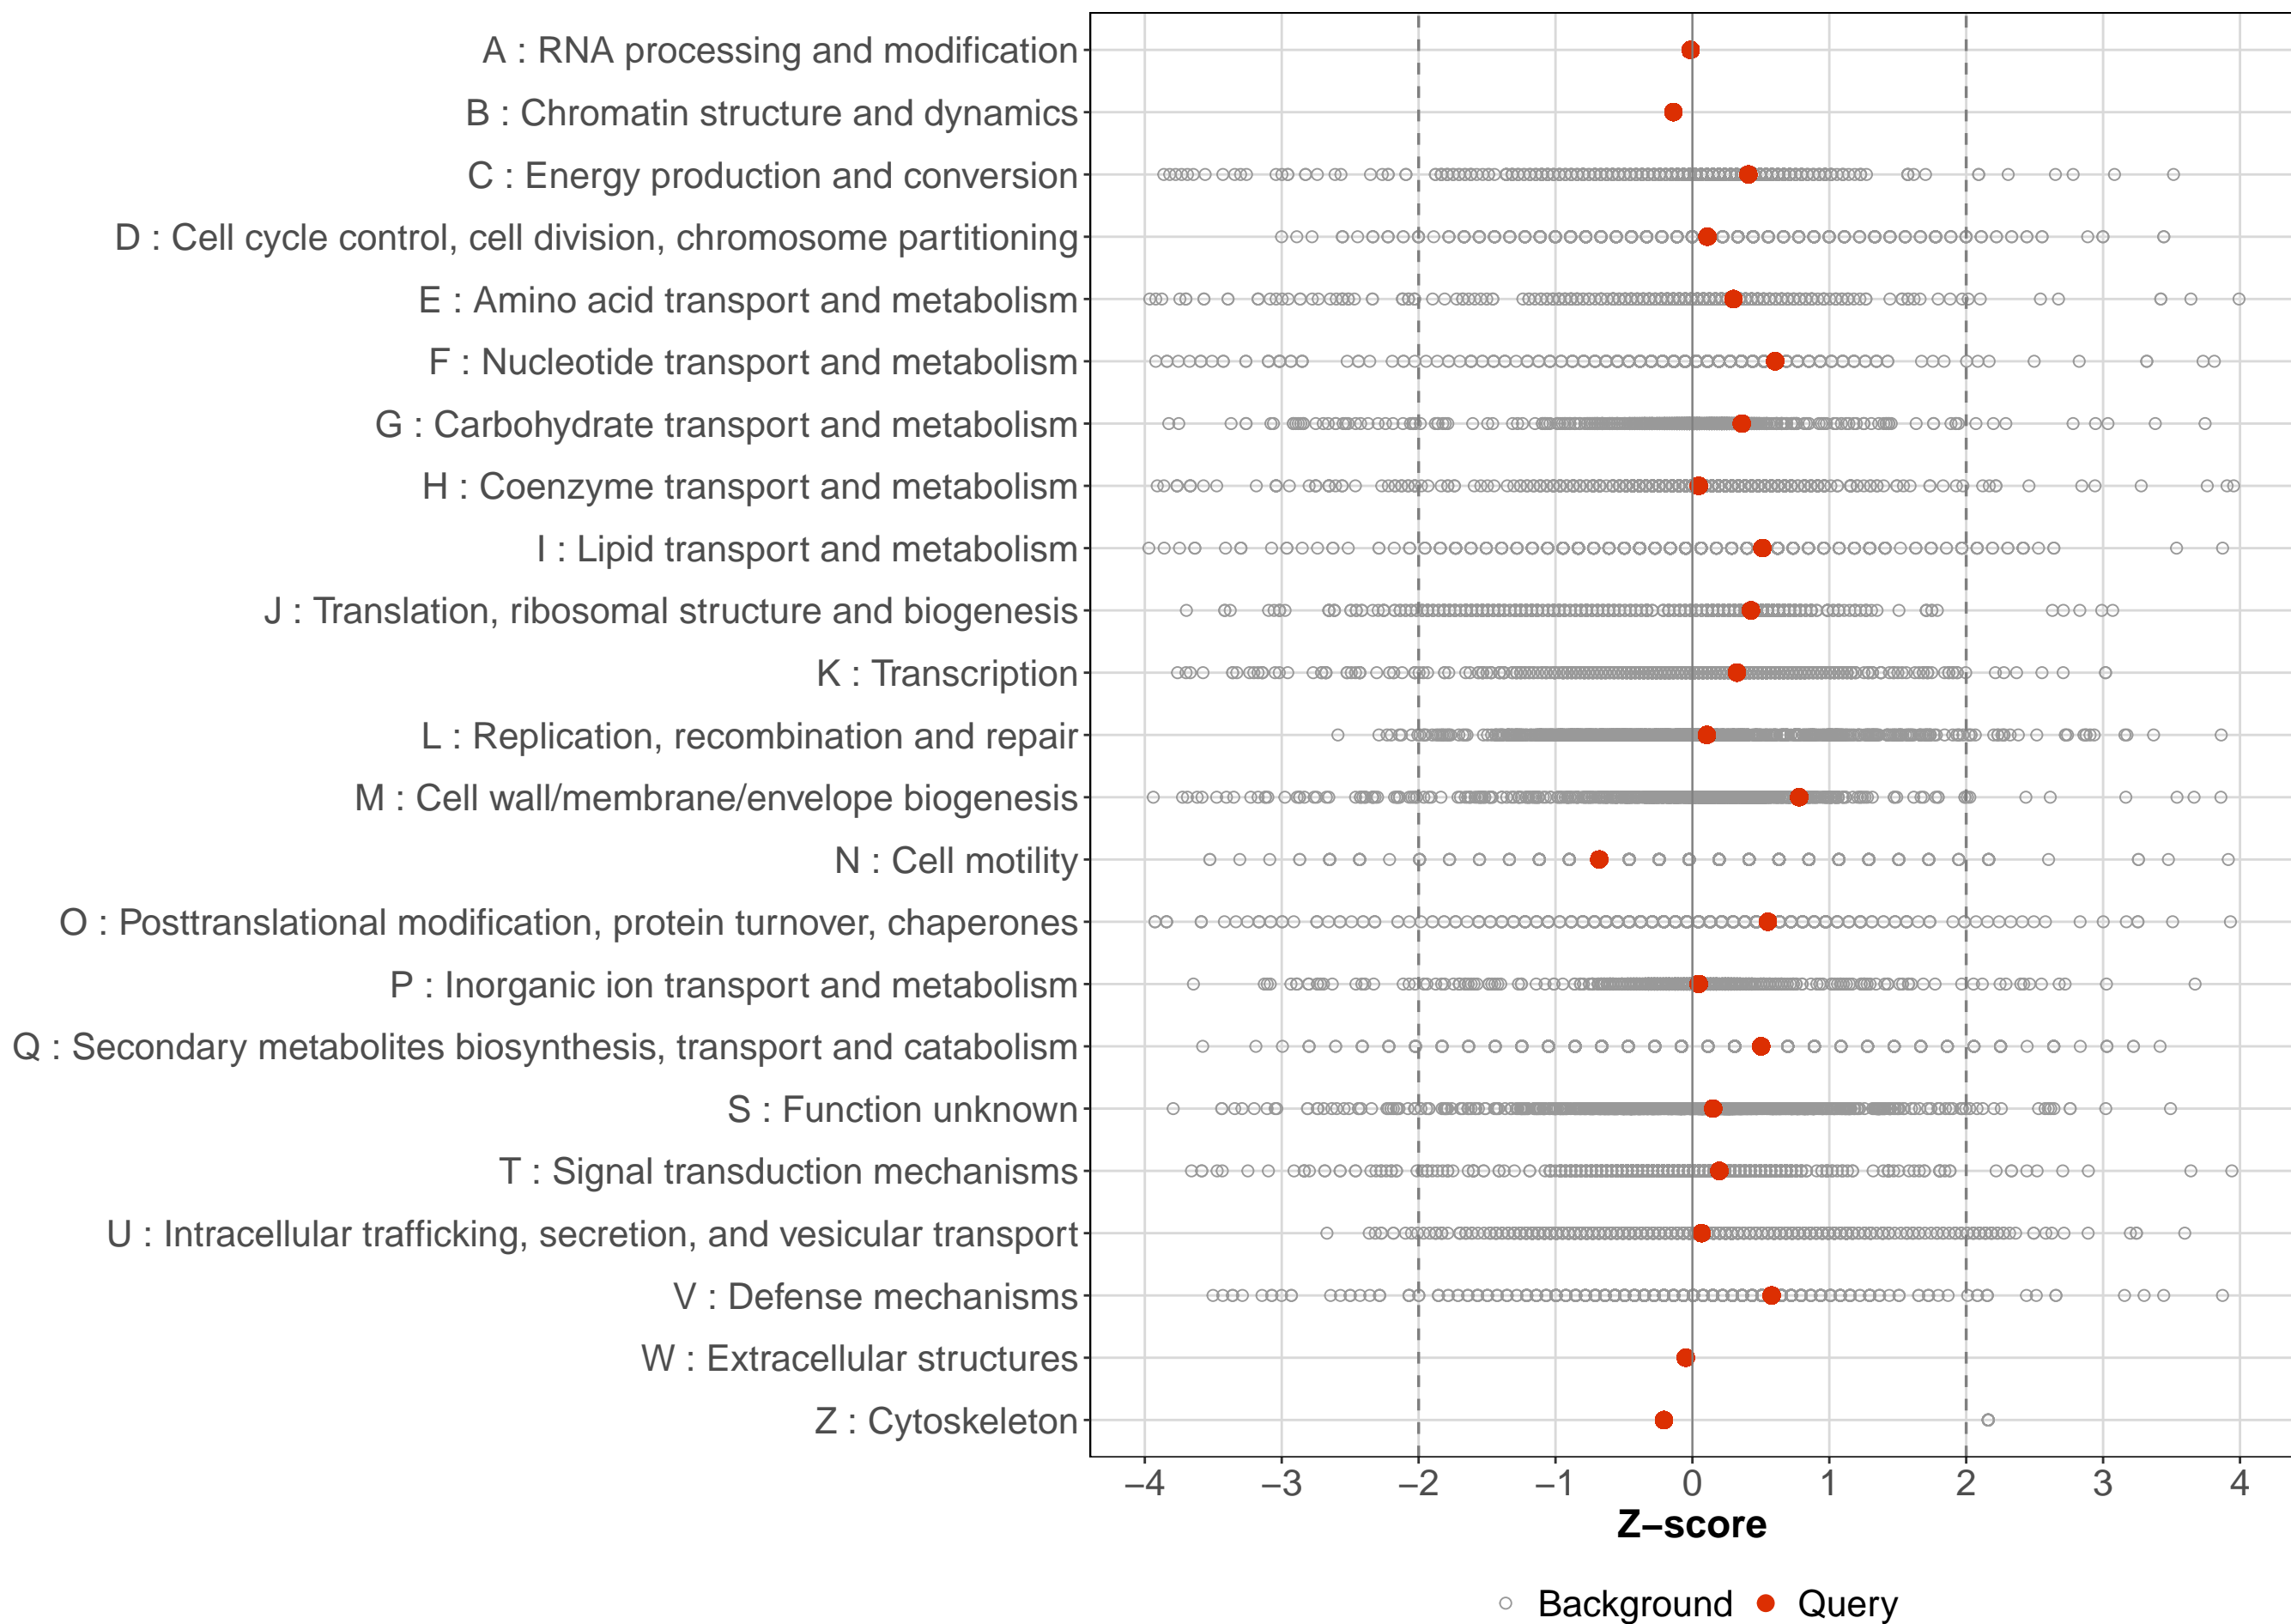 A : RNA processing and modification
B : Chromatin structure and dynamics
C : Energy production and conversion
D : Cell cycle control, cell division, chromosome partitioning
E : Amino acid transport and metabolism
F : Nucleotide transport and metabolism
G : Carbohydrate transport and metabolism
H : Coenzyme transport and metabolism
I : Lipid transport and metabolism
J : Translation, ribosomal structure and biogenesis
K : Transcription
L : Replication, recombination and repair
M : Cell wall/membrane/envelope biogenesis
N : Cell motility
O : Posttranslational modification, protein turnover, chaperones
P : Inorganic ion transport and metabolism
Q : Secondary metabolites biosynthesis, transport and catabolism
S : Function unknown
T : Signal transduction mechanisms
U : Intracellular trafficking, secretion, and vesicular transport
V : Defense mechanisms
W : Extracellular structures
Z : Cytoskeleton
−4 −3 −2 −1 0 1 2 3 4
Z−score
Background Query